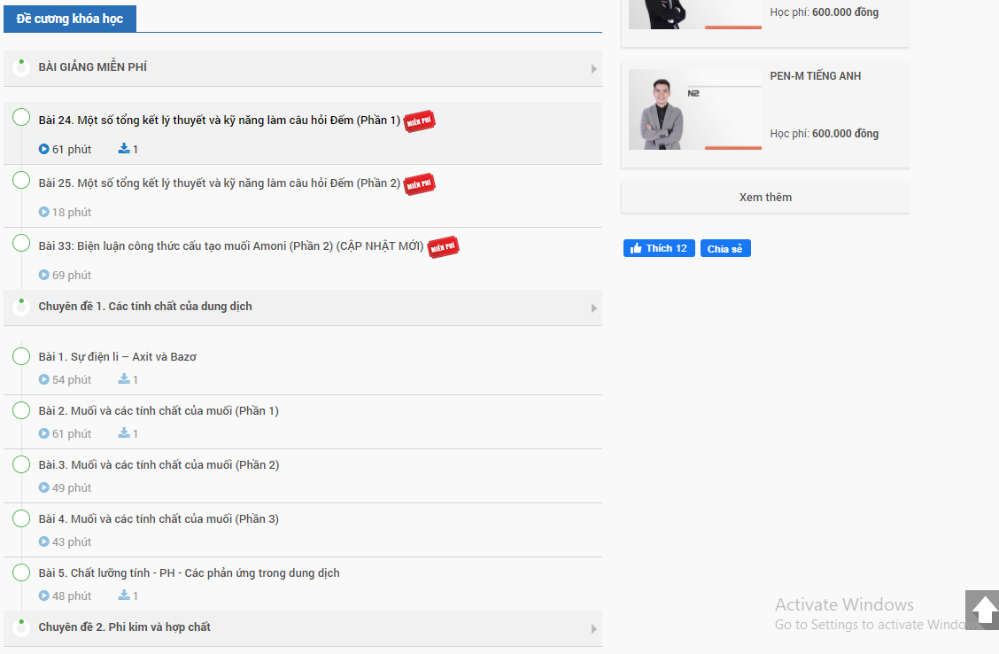 Đề cương khóa học
BÀI GIẢNG MIỄN PHÍ
Bài 24. Một số tổng kết lý thuyết và kỹ năng làm câu hỏi Đếm (Phần 1) MIỄN PHÍ
61 phút 1
Bài 25. Một số tổng kết lý thuyết và kỹ năng làm câu hỏi Đếm (Phần 2) MIỄN PHÍ
18 phút
Bài 33: Biện luận công thức cấu tạo muối Amoni (Phần 2) (CẬP NHẬT MỚI) MIỄN PHÍ
69 phút
Chuyên đề 1. Các tính chất của dung dịch
Bài 1. Sự điện li – Axit và Bazơ
54 phút 1
Bài 2. Muối và các tính chất của muối (Phần 1)
61 phút 1
Bài.3. Muối và các tính chất của muối (Phần 2)
49 phút
Bài 4. Muối và các tính chất của muối (Phần 3)
43 phút
Bài 5. Chất lưỡng tính - PH - Các phản ứng trong dung dịch
48 phút 1
Chuyên đề 2. Phi kim và hợp chất
Học phí: 600.000 đồng
PEN-M TIẾNG ANH
N2
Học phí: 600.000 đồng
Xem thêm
Thích 12 Chia sẻ
Activate Windows
Go to Settings to activate Windo